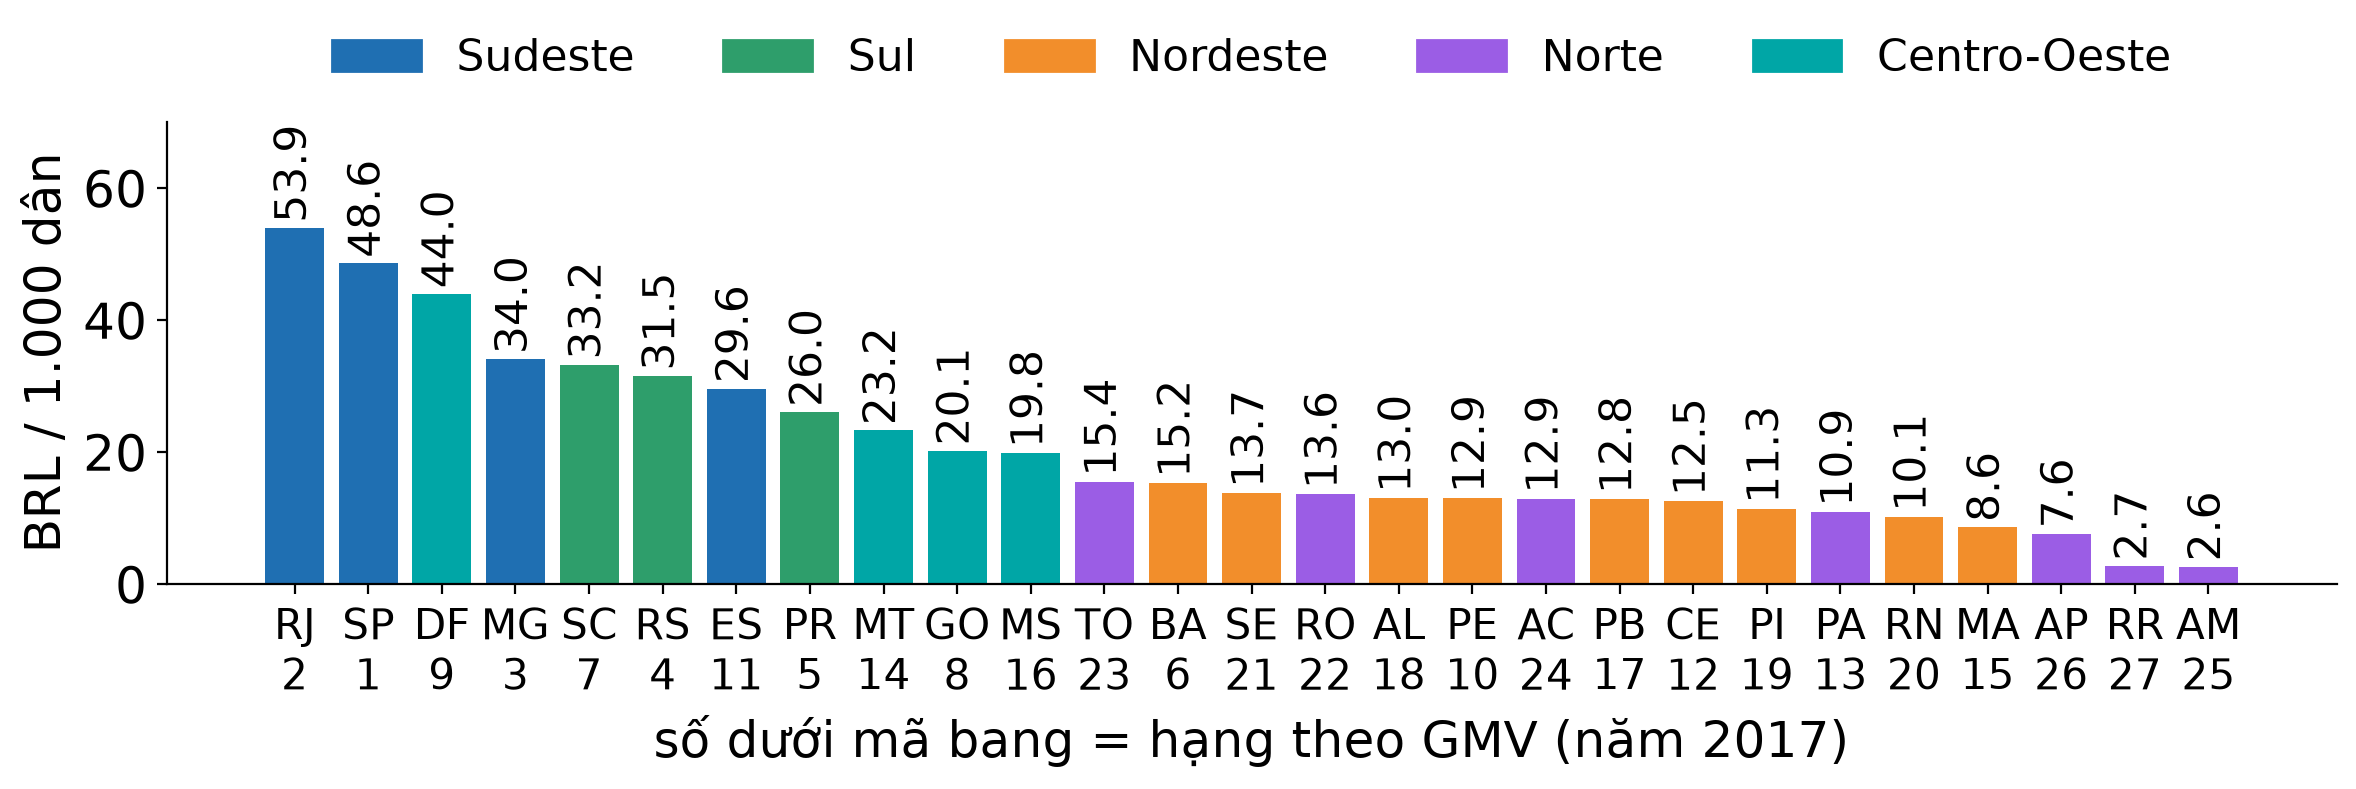 Sudeste Sul Nordeste Norte Centro-Oeste
BRL / 1.000 dân
60
40
20
0
53.9 48.6 44.0 34.0 33.2 31.5 29.6 26.0 23.2 20.1 19.8 15.4 15.2 13.7 13.6 13.0 12.9 12.9 12.8 12.5 11.3 10.9 10.1 8.6 7.6 2.7 2.6
RJ SP DF MG SC RS ES PR MT GO MS TO BA SE RO AL PE AC PB CE PI PA RN MA AP RR AM
2 1 9 3 7 4 11 5 14 8 16 23 6 21 22 18 10 24 17 12 19 13 20 15 26 27 25
số dưới mã bang = hạng theo GMV (năm 2017)